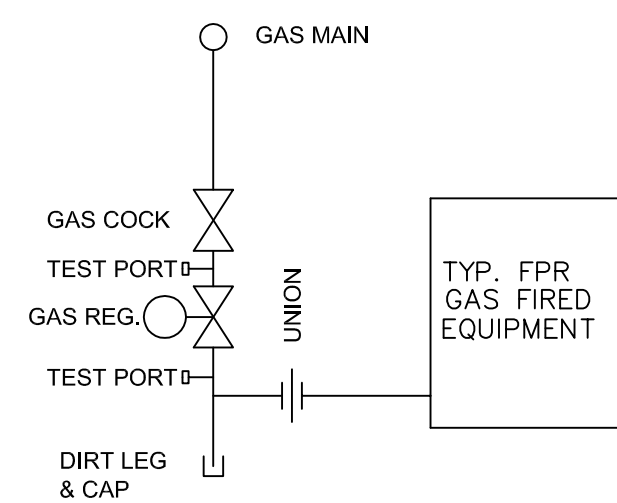 GAS MAIN
GAS COCK
TEST PORT
GAS REG.
UNION
TEST PORT
TYP. FPR
GAS FIRED
EQUIPMENT
DIRT LEG
& CAP